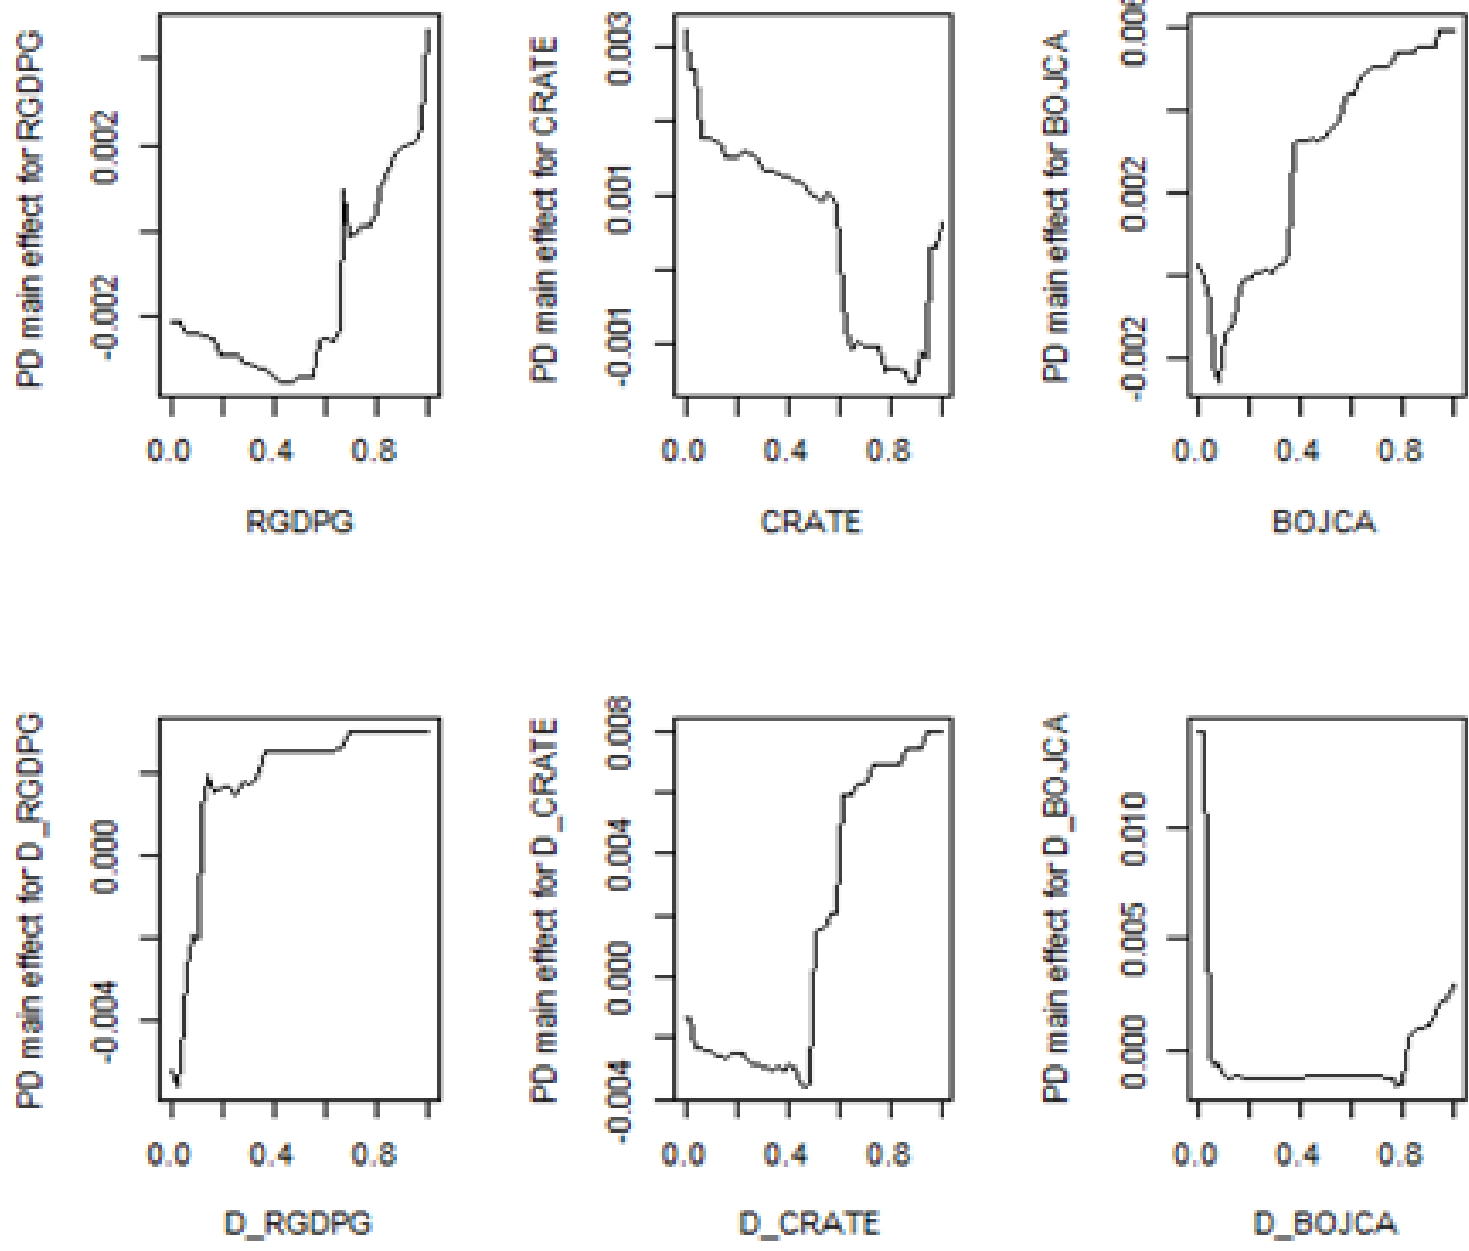 PD main effect for RGDPG
0.002
-0.002
0.0 0.4 0.8
RGDPG
PD main effect for CRATE
0.003
0.001
-0.001
0.0 0.4 0.8
CRATE
PD main effect for BOJCA
0.006
0.002
-0.002
0.0 0.4 0.8
BOJCA
PD main effect for D_RGDPG
0.000
-0.004
0.0 0.4 0.8
D_RGDPG
PD main effect for D_CRATE
0.008
0.004
0.000
-0.004
0.0 0.4 0.8
D_CRATE
PD main effect for D_BOJCA
0.010
0.005
0.000
0.0 0.4 0.8
D_BOJCA